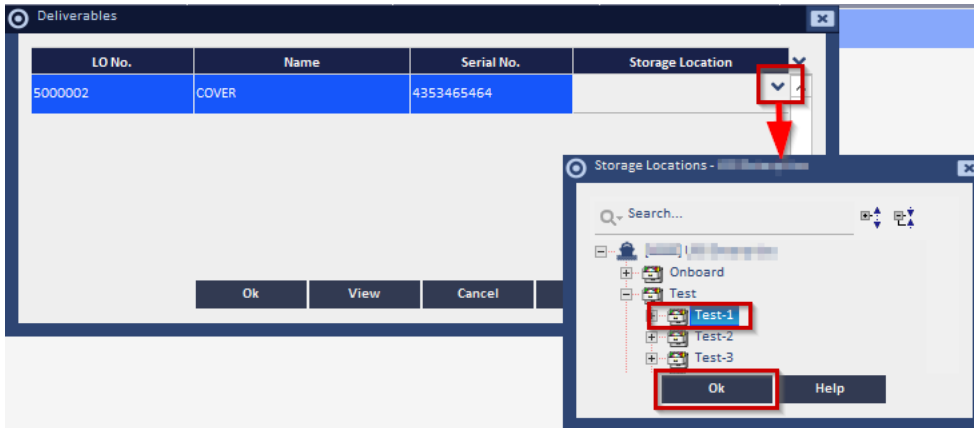 Deliverables
LO No. Name Serial No. Storage Location
5000002 COVER 4353465464
Ok View Cancel
Storage Locations -
Search...
Onboard
Test
Test-1
Test-2
Test-3
Ok Help